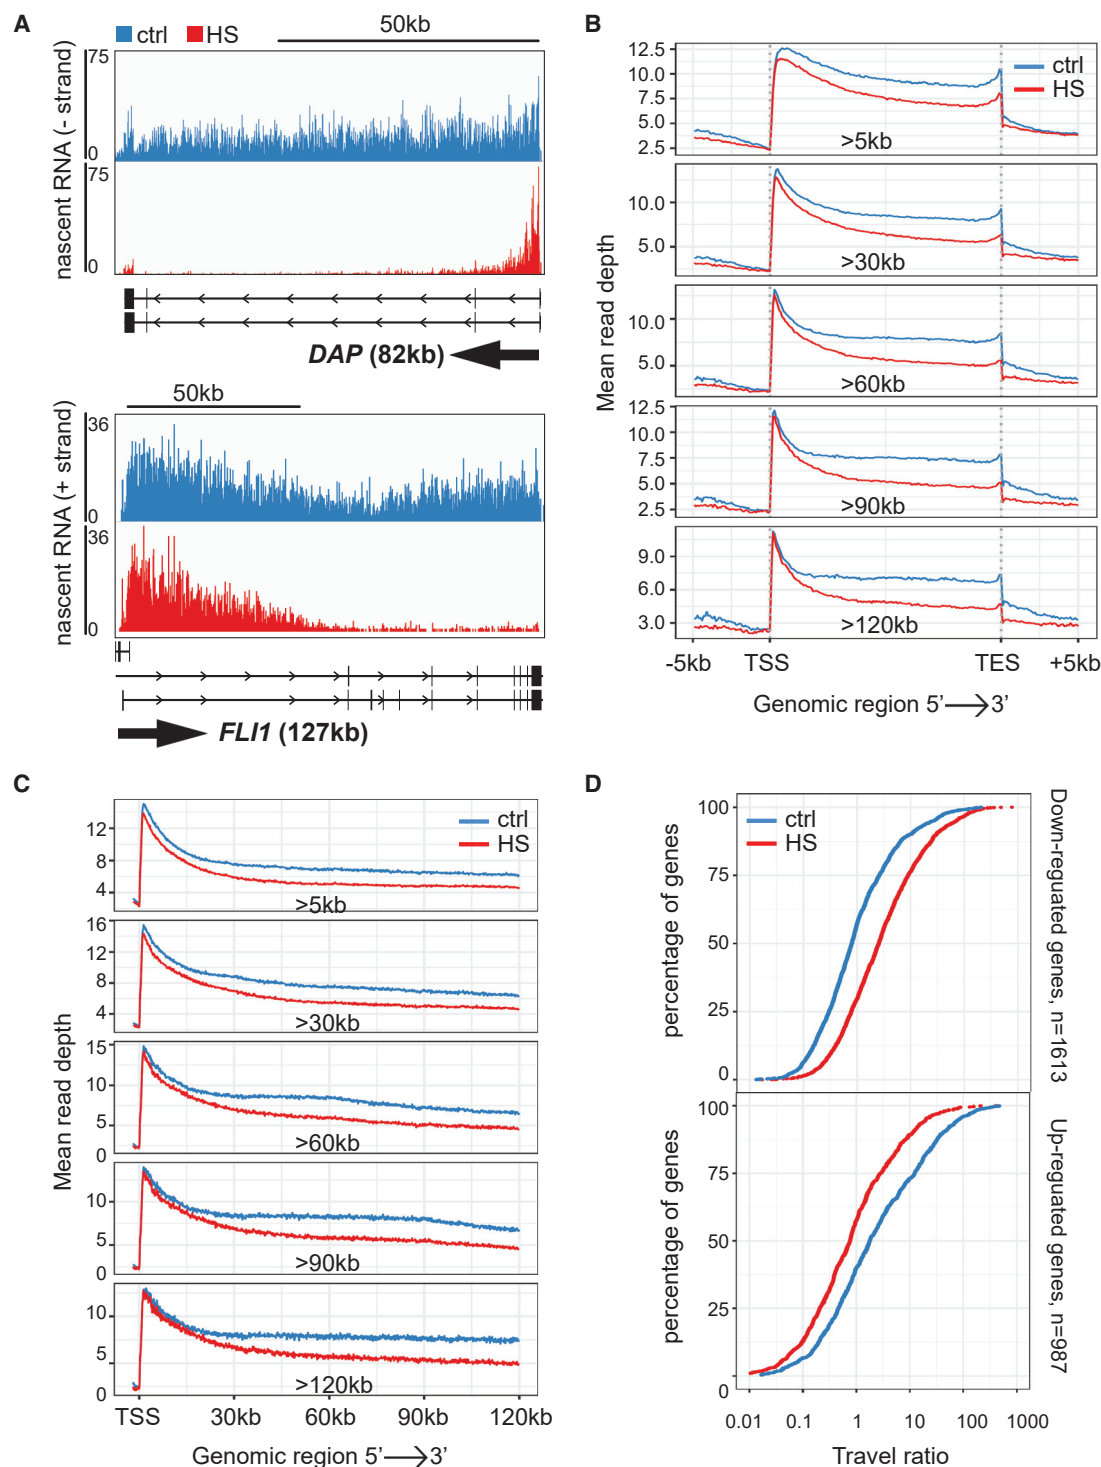 A
ctrl HS
50kb
nascent RNA (- strand)
75
0
75
0
DAP (82kb)
50kb
nascent RNA (+ strand)
36
0
36
0
FLI1 (127kb)
B
Mean read depth
12.5
10.0
7.5
5.0
2.5
ctrl
HS
>5kb
10.0
5.0
>30kb
10.0
5.0
>60kb
12.5
10.0
7.5
5.0
2.5
>90kb
9.0
6.0
3.0
>120kb
-5kb TSS TES +5kb
Genomic region 5’ → 3’
C
Mean read depth
12
8
4
ctrl
HS
>5kb
16
12
8
4
>30kb
15
10
5
0
>60kb
10
5
0
>90kb
10
5
0
>120kb
TSS 30kb 60kb 90kb 120kb
Genomic region 5’ → 3’
D
percentage of genes
100
75
50
25
0
ctrl
HS
Down-reguated genes, n=1613
percentage of genes
100
75
50
25
0
Up-reguated genes, n=987
0.01 0.1 1 10 100 1000
Travel ratio